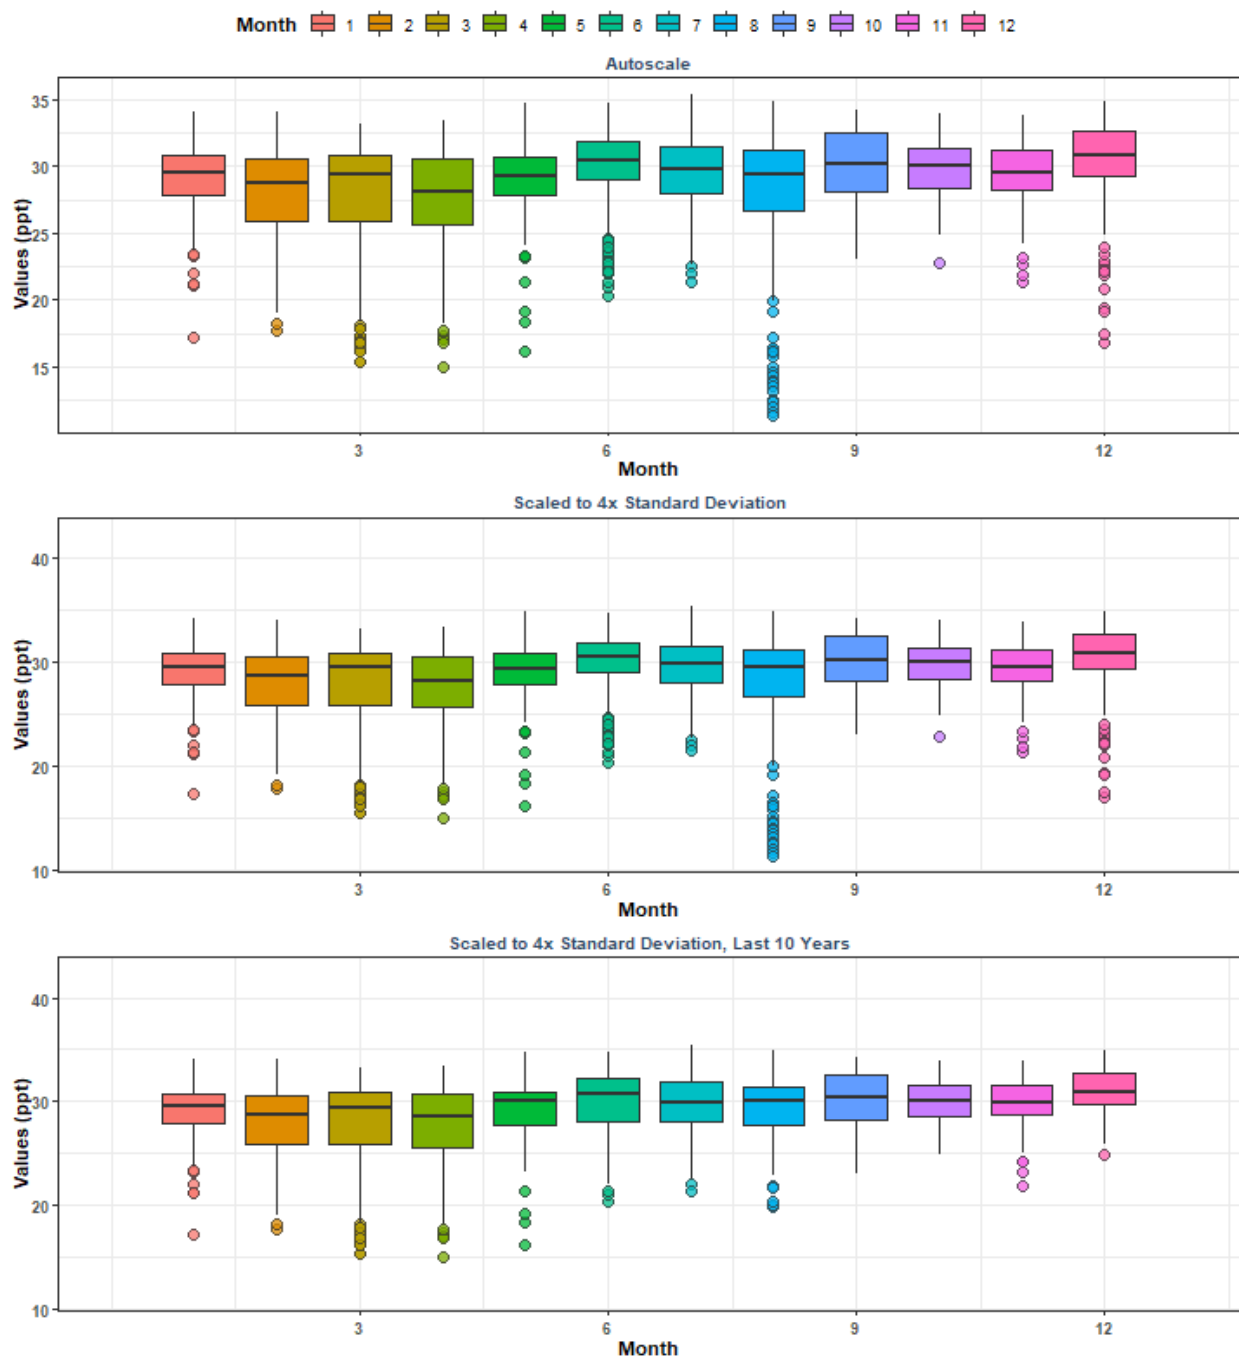 Month 1 2 3 4 5 6 7 8 9 10 11 12
Autoscale
Values (ppt)
35
30
25
20
15
3 6 9 12
Month
Scaled to 4x Standard Deviation
Values (ppt)
40
30
20
10
3 6 9 12
Month
Scaled to 4x Standard Deviation, Last 10 Years
Values (ppt)
40
30
20
10
3 6 9 12
Month